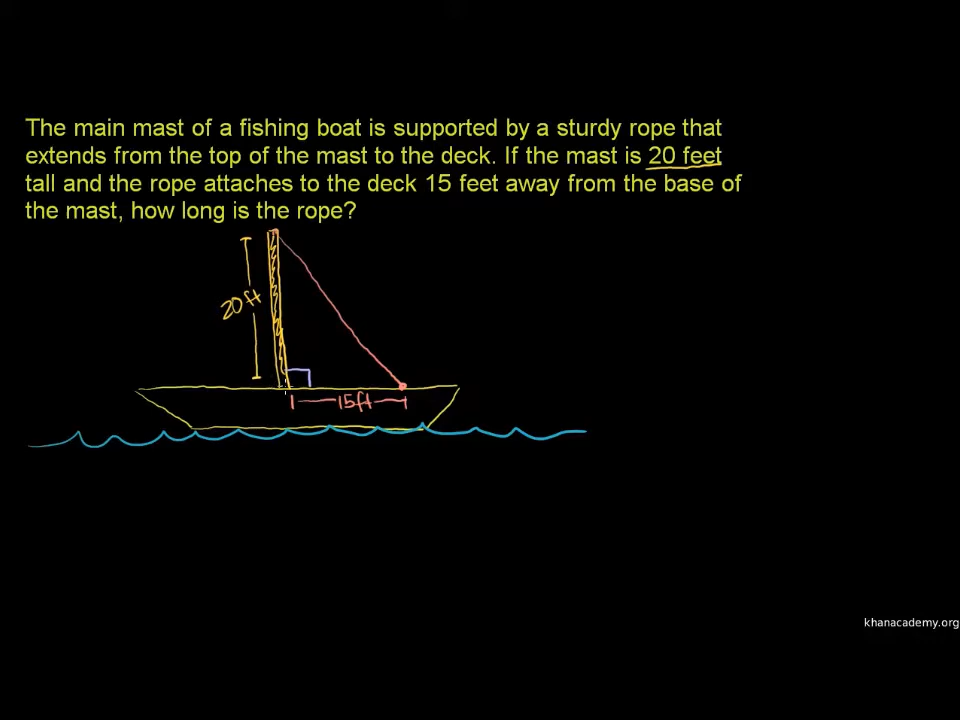 The main mast of a fishing boat is supported by a sturdy rope that
extends from the top of the mast to the deck. If the mast is 20 feet
tall and the rope attaches to the deck 15 feet away from the base of
the mast, how long is the rope?
20 ft
15ft
khanacademy.org